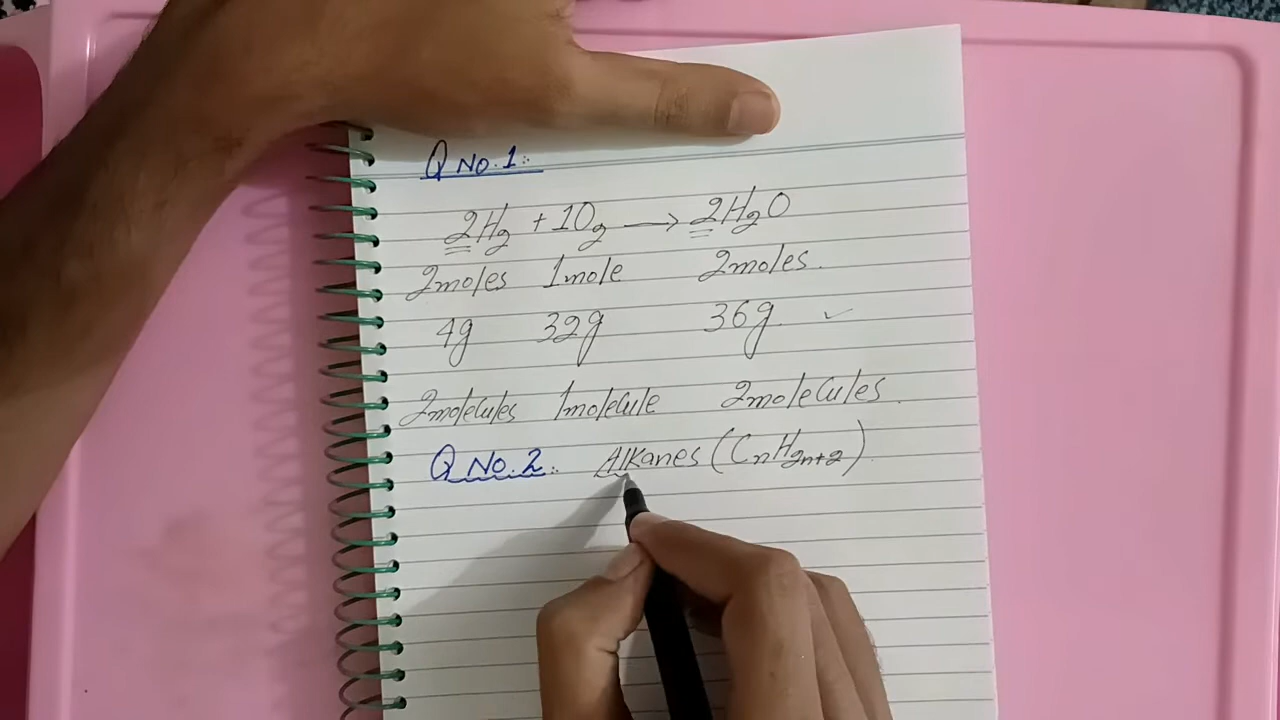 Q No. 1:
2H2 + 1O2 → 2H2O
2moles 1mole 2moles.
4g 32g 36g. ✓
2molecules 1molecule 2molecules.
Q No. 2: Alkanes (CnH2n+2)